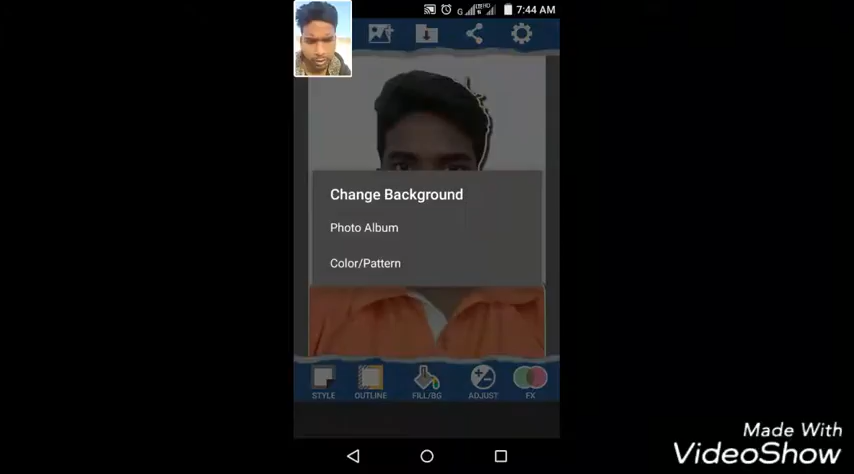 G
7:44 AM
Change Background
Photo Album
Color/Pattern
STYLE
OUTLINE
FILL/BG
ADJUST
FX
Made With
VideoShow